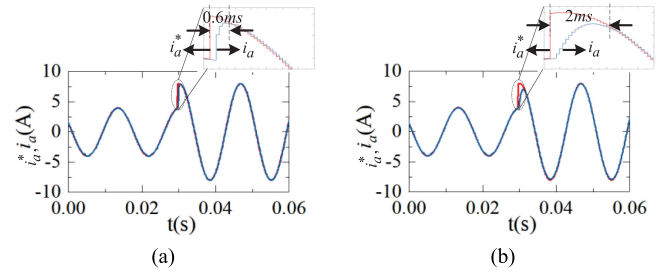 0.6ms
i_a^* i_a
10
5
0
-5
-10
i_a^*, i_a(A)
0.00 0.02 0.04 0.06
t(s)
(a)
2ms
i_a^* i_a
10
5
0
-5
-10
i_a^*, i_a(A)
0.00 0.02 0.04 0.06
t(s)
(b)